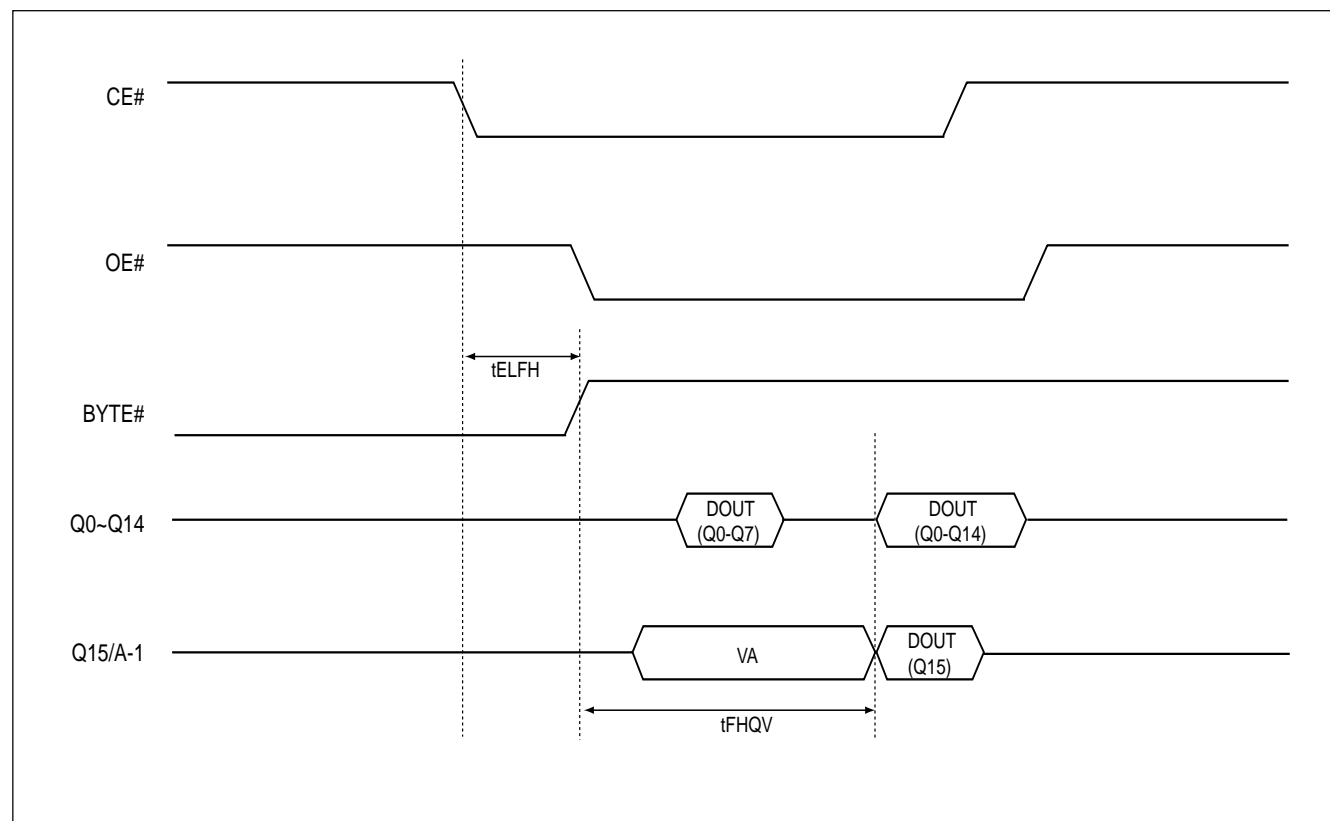 CE#
OE#
tELFH
BYTE#
Q0~Q14
DOUT
(Q0-Q7)
DOUT
(Q0-Q14)
Q15/A-1
VA
DOUT
(Q15)
tFHQV